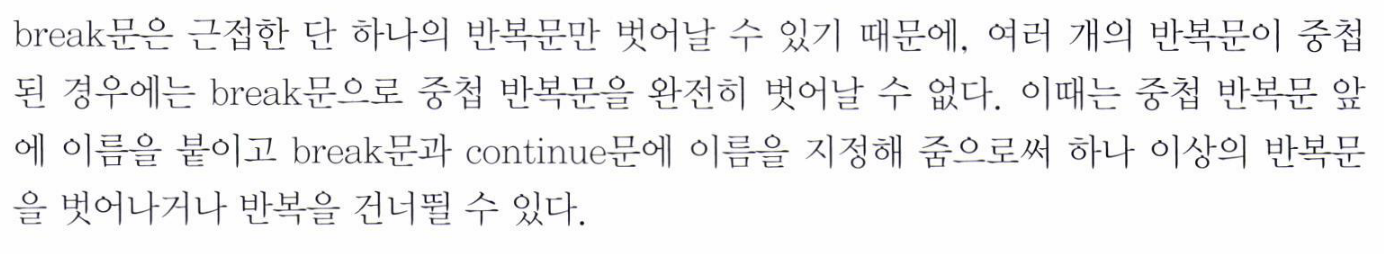 break문은 근접한 단 하나의 반복문만 벗어날 수 있기 때문에, 여러 개의 반복문이 중첩
된 경우에는 break문으로 중첩 반복문을 완전히 벗어날 수 없다. 이때는 중첩 반복문 앞
에 이름을 붙이고 break문과 continue문에 이름을 지정해 줌으로써 하나 이상의 반복문
을 벗어나거나 반복을 건너뛸 수 있다.